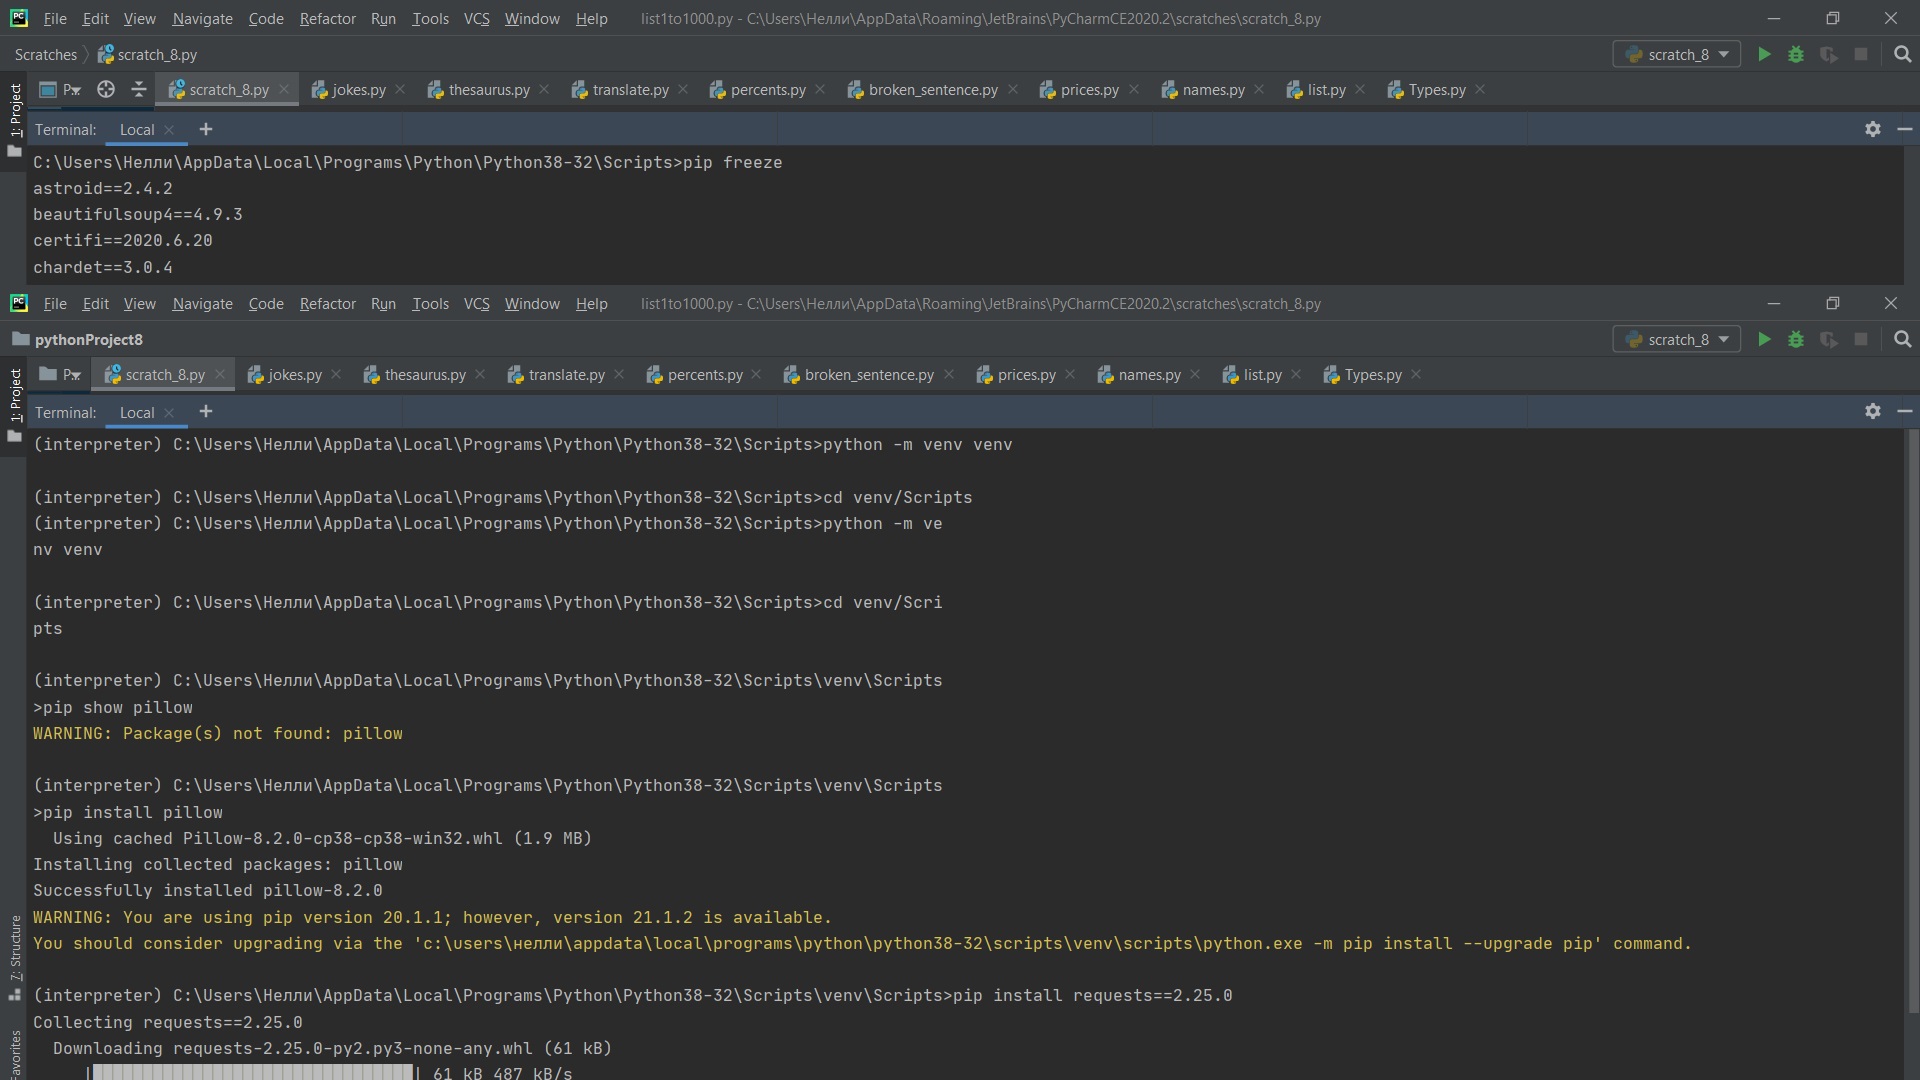 File Edit View Navigate Code Refactor Run Tools VCS Window Help list1to1000.py - C:\Users\Нелли\AppData\Roaming\JetBrains\PyCharmCE2020.2\scratches\scratch_8.py
Scratches scratch_8.py scratch_8
P... scratch_8.py jokes.py thesaurus.py translate.py percents.py broken_sentence.py prices.py names.py list.py Types.py
1: Project
Terminal: Local +
C:\Users\Нелли\AppData\Local\Programs\Python\Python38-32\Scripts>pip freeze
astroid==2.4.2
beautifulsoup4==4.9.3
certifi==2020.6.20
chardet==3.0.4
File Edit View Navigate Code Refactor Run Tools VCS Window Help list1to1000.py - C:\Users\Нелли\AppData\Roaming\JetBrains\PyCharmCE2020.2\scratches\scratch_8.py
pythonProject8 scratch_8
P... scratch_8.py jokes.py thesaurus.py translate.py percents.py broken_sentence.py prices.py names.py list.py Types.py
1: Project
Terminal: Local +
(interpreter) C:\Users\Нелли\AppData\Local\Programs\Python\Python38-32\Scripts>python -m venv venv
(interpreter) C:\Users\Нелли\AppData\Local\Programs\Python\Python38-32\Scripts>cd venv/Scripts
(interpreter) C:\Users\Нелли\AppData\Local\Programs\Python\Python38-32\Scripts>python -m ve
nv venv
(interpreter) C:\Users\Нелли\AppData\Local\Programs\Python\Python38-32\Scripts>cd venv/Scri
pts
(interpreter) C:\Users\Нелли\AppData\Local\Programs\Python\Python38-32\Scripts\venv\Scripts
>pip show pillow
WARNING: Package(s) not found: pillow
(interpreter) C:\Users\Нелли\AppData\Local\Programs\Python\Python38-32\Scripts\venv\Scripts
>pip install pillow
Using cached Pillow-8.2.0-cp38-cp38-win32.whl (1.9 MB)
Installing collected packages: pillow
Successfully installed pillow-8.2.0
WARNING: You are using pip version 20.1.1; however, version 21.1.2 is available.
You should consider upgrading via the 'c:\users\нелли\appdata\local\programs\python\python38-32\scripts\venv\scripts\python.exe -m pip install --upgrade pip' command.
7: Structure
(interpreter) C:\Users\Нелли\AppData\Local\Programs\Python\Python38-32\Scripts\venv\Scripts>pip install requests==2.25.0
Collecting requests==2.25.0
Downloading requests-2.25.0-py2.py3-none-any.whl (61 kB)
Favorites
61 kB 487 kB/s